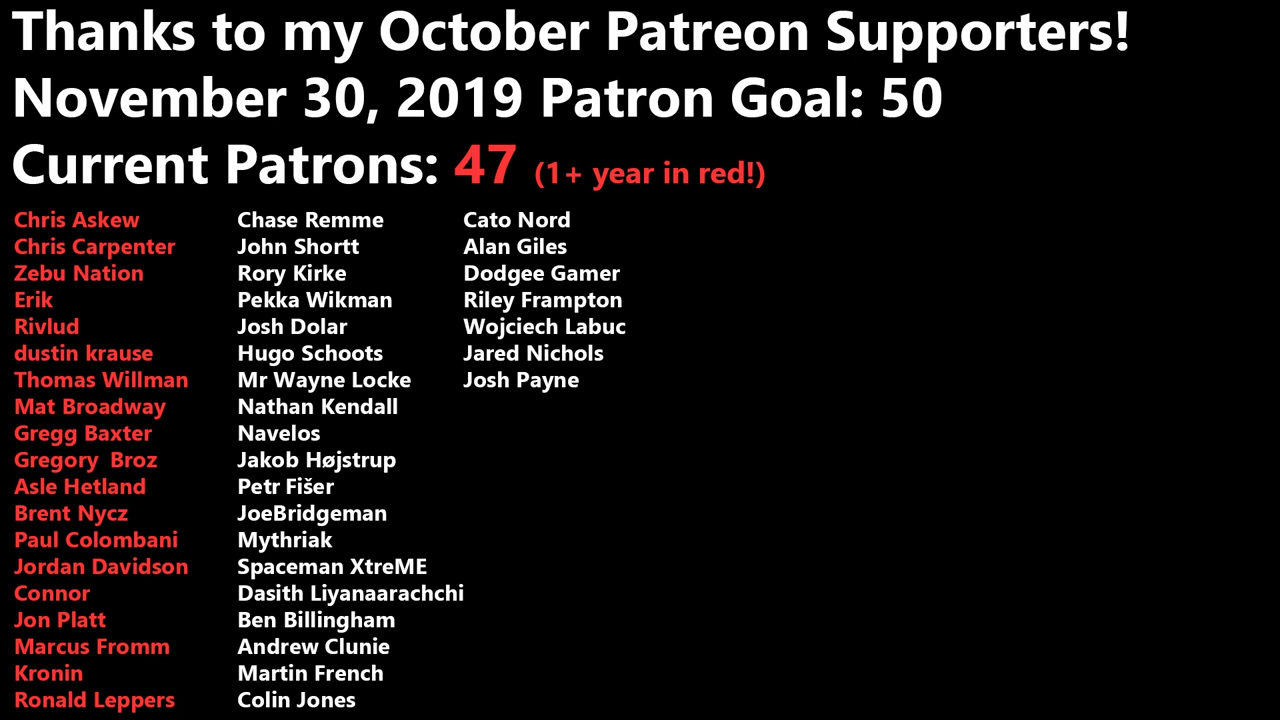 Thanks to my October Patreon Supporters!
November 30, 2019 Patron Goal: 50
Current Patrons: 47 (1+ year in red!)
Chris Askew
Chris Carpenter
Zebu Nation
Erik
Rivlud
dustin krause
Thomas Willman
Mat Broadway
Gregg Baxter
Gregory  Broz
Asle Hetland
Brent Nycz
Paul Colombani
Jordan Davidson
Connor
Jon Platt
Marcus Fromm
Kronin
Ronald Leppers
Chase Remme
John Shortt
Rory Kirke
Pekka Wikman
Josh Dolar
Hugo Schoots
Mr Wayne Locke
Nathan Kendall
Navelos
Jakob Højstrup
Petr Fišer
JoeBridgeman
Mythriak
Spaceman XtreME
Dasith Liyanaarachchi
Ben Billingham
Andrew Clunie
Martin French
Colin Jones
Cato Nord
Alan Giles
Dodgee Gamer
Riley Frampton
Wojciech Labuc
Jared Nichols
Josh Payne